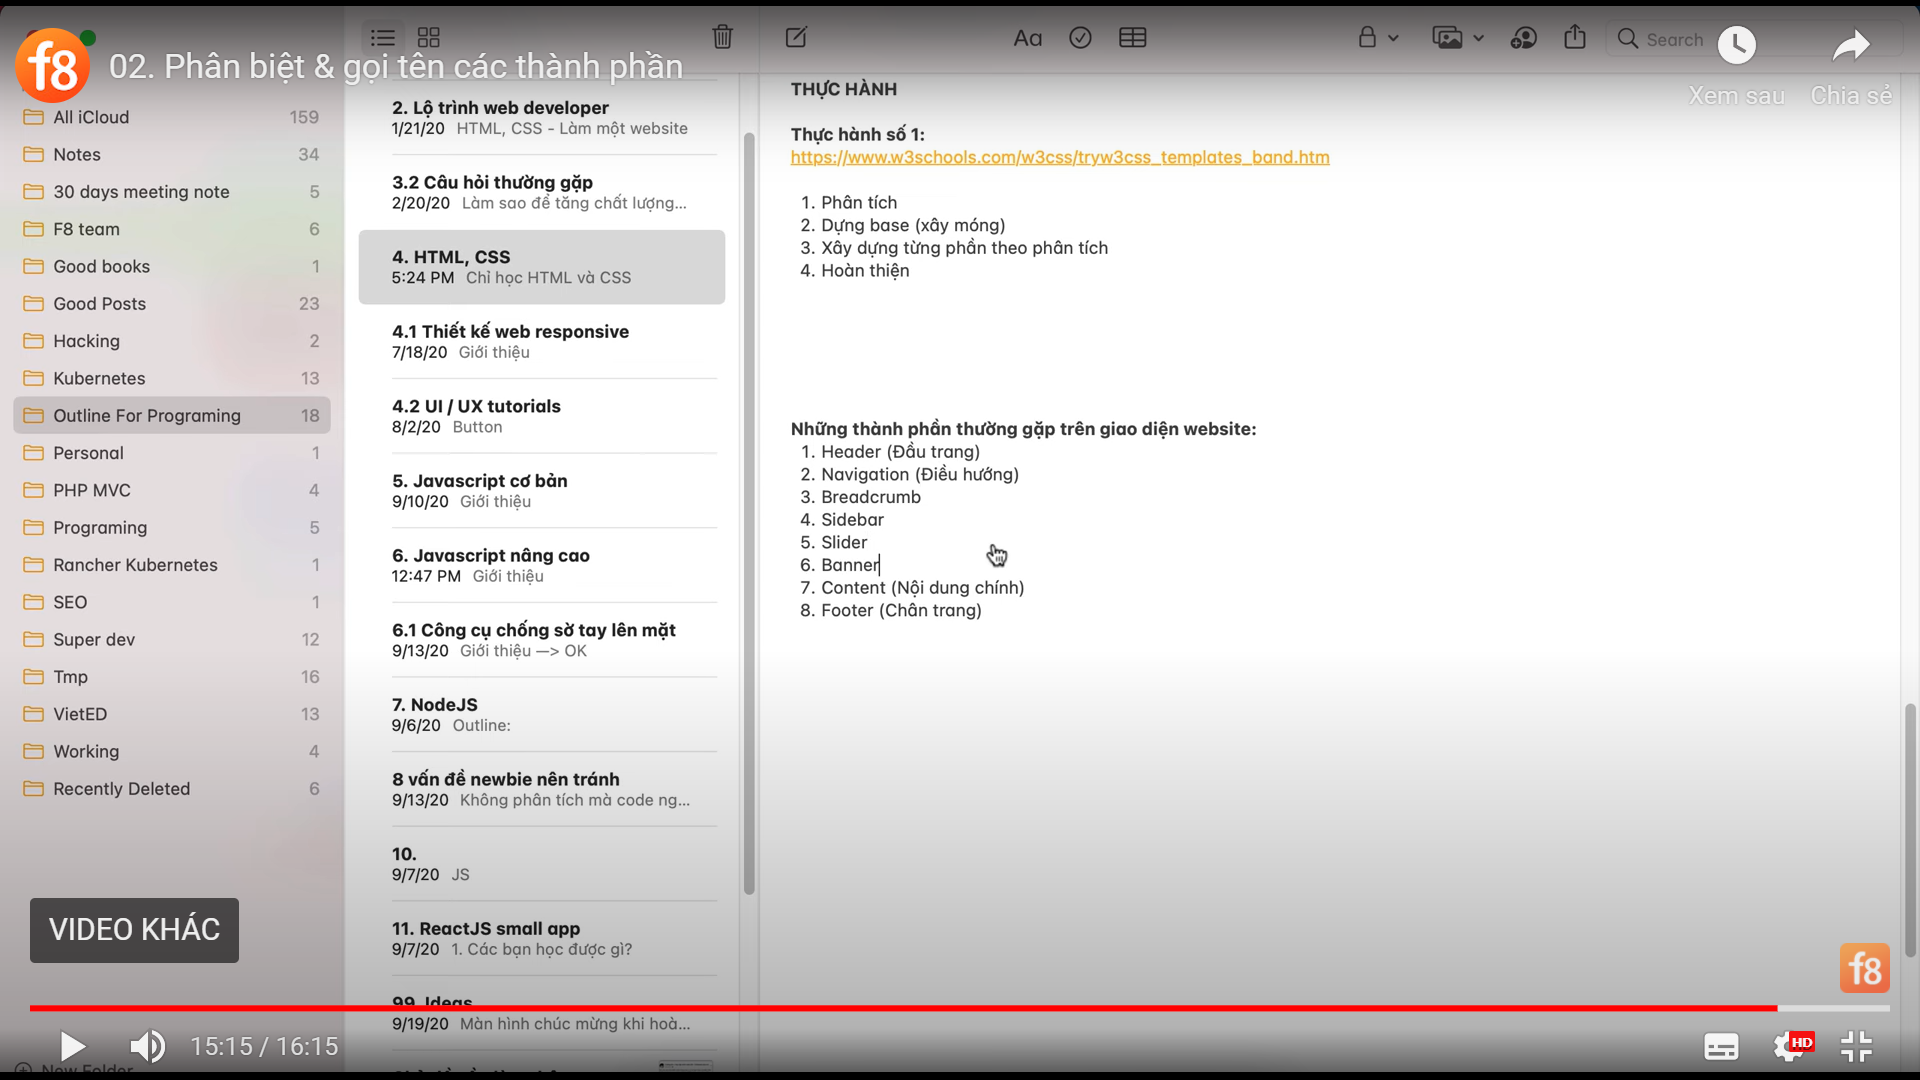 f8 02. Phân biệt & gọi tên các thành phần
Aa
Search
Xem sau Chia sẻ
All iCloud 159
Notes 34
30 days meeting note 5
F8 team 6
Good books 1
Good Posts 23
Hacking 2
Kubernetes 13
Outline For Programing 18
Personal 1
PHP MVC 4
Programing 5
Rancher Kubernetes 1
SEO 1
Super dev 12
Tmp 16
VietED 13
Working 4
Recently Deleted 6
VIDEO KHÁC
2. Lộ trình web developer
1/21/20 HTML, CSS - Làm một website
3.2 Câu hỏi thường gặp
2/20/20 Làm sao để tăng chất lượng...
4. HTML, CSS
5:24 PM Chỉ học HTML và CSS
4.1 Thiết kế web responsive
7/18/20 Giới thiệu
4.2 UI / UX tutorials
8/2/20 Button
5. Javascript cơ bản
9/10/20 Giới thiệu
6. Javascript nâng cao
12:47 PM Giới thiệu
6.1 Công cụ chống sờ tay lên mặt
9/13/20 Giới thiệu —> OK
7. NodeJS
9/6/20 Outline:
8 vấn đề newbie nên tránh
9/13/20 Không phân tích mà code ng...
10.
9/7/20 JS
11. ReactJS small app
9/7/20 1. Các bạn học được gì?
99. Ideas
9/19/20 Màn hình chúc mừng khi hoà...
THỰC HÀNH
Thực hành số 1:
https://www.w3schools.com/w3css/tryw3css_templates_band.htm
1. Phân tích
2. Dựng base (xây móng)
3. Xây dựng từng phần theo phân tích
4. Hoàn thiện
Những thành phần thường gặp trên giao diện website:
1. Header (Đầu trang)
2. Navigation (Điều hướng)
3. Breadcrumb
4. Sidebar
5. Slider
6. Banner
7. Content (Nội dung chính)
8. Footer (Chân trang)
f8
15:15 / 16:15
HD
New Folder